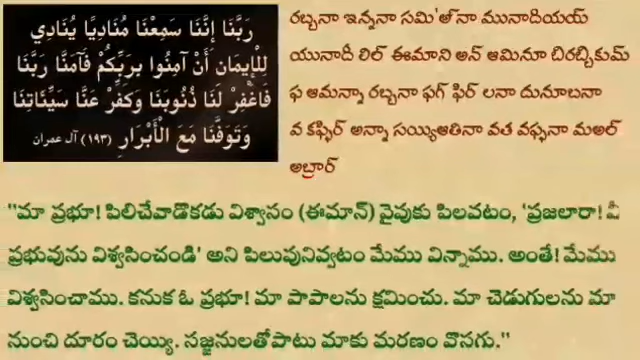 رَبَّنَا إِنَّنَا سَمِعْنَا مُنَادِيًا يُنَادِي
لِلْإِيمَانِ أَنْ آمِنُوا بِرَبِّكُمْ فَآمَنَّا رَبَّنَا
فَاغْفِرْ لَنَا ذُنُوبَنَا وَكَفِّرْ عَنَّا سَيِّئَاتِنَا
وَتَوَفَّنَا مَعَ الْأَبْرَارِ (١٩٣) آل عمران
రబ్బనా ఇన్ననా సమి'త్'నా మునాదియయ్
యునాదీ లిల్ ఈమాని అన్ ఆమినూ బిరబ్బికుమ్
ఫ ఆమన్నా రబ్బనా ఫగ్ ఫిర్ లనా దునూబనా
వ కఫ్ఫిర్ అన్నా సయ్యిఆతినా వత వఫ్ఫనా మఅల్
అబ్రార్
"మా ప్రభూ! పిలిచేవాడొకడు విశ్వాసం (ఈమాన్) వైపుకు పిలవటం, 'ప్రజలారా! మీ
ప్రభువును విశ్వసించండి' అని పిలుపునివ్వటం మేము విన్నాము. అంతే! మేము
విశ్వసించాము. కనుక ఓ ప్రభూ! మా పాపాలను క్షమించు. మా చెడుగులను మా
నుంచి దూరం చెయ్యి. సజ్జనులతోపాటు మాకు మరణం వొసగు."